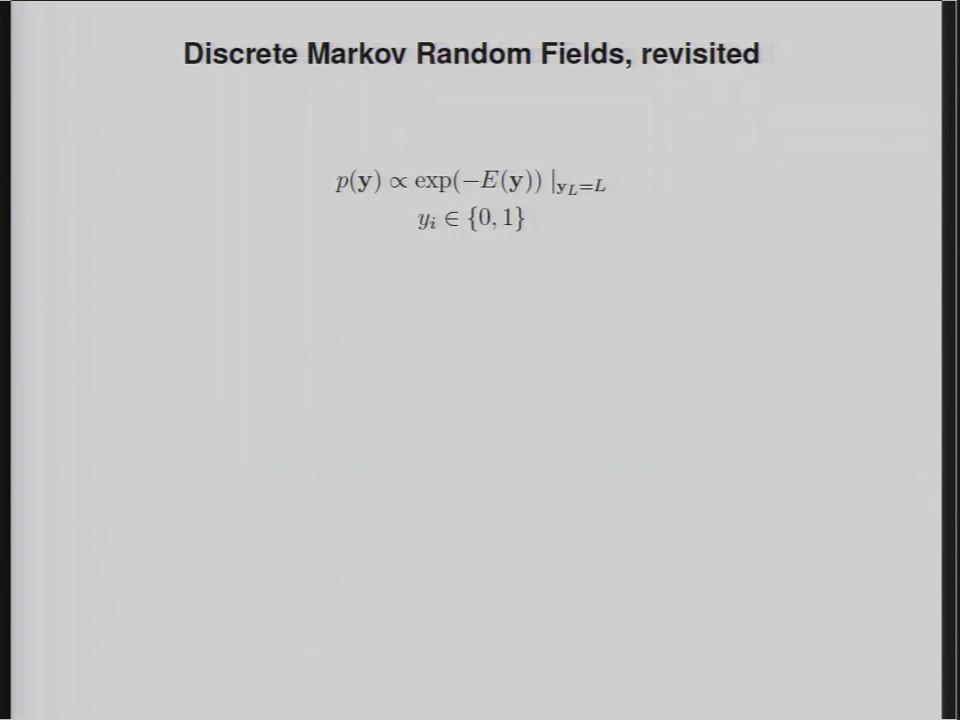 Discrete Markov Random Fields, revisited
p(y) ∝ exp(−E(y)) |y_L=L
y_i ∈ {0, 1}